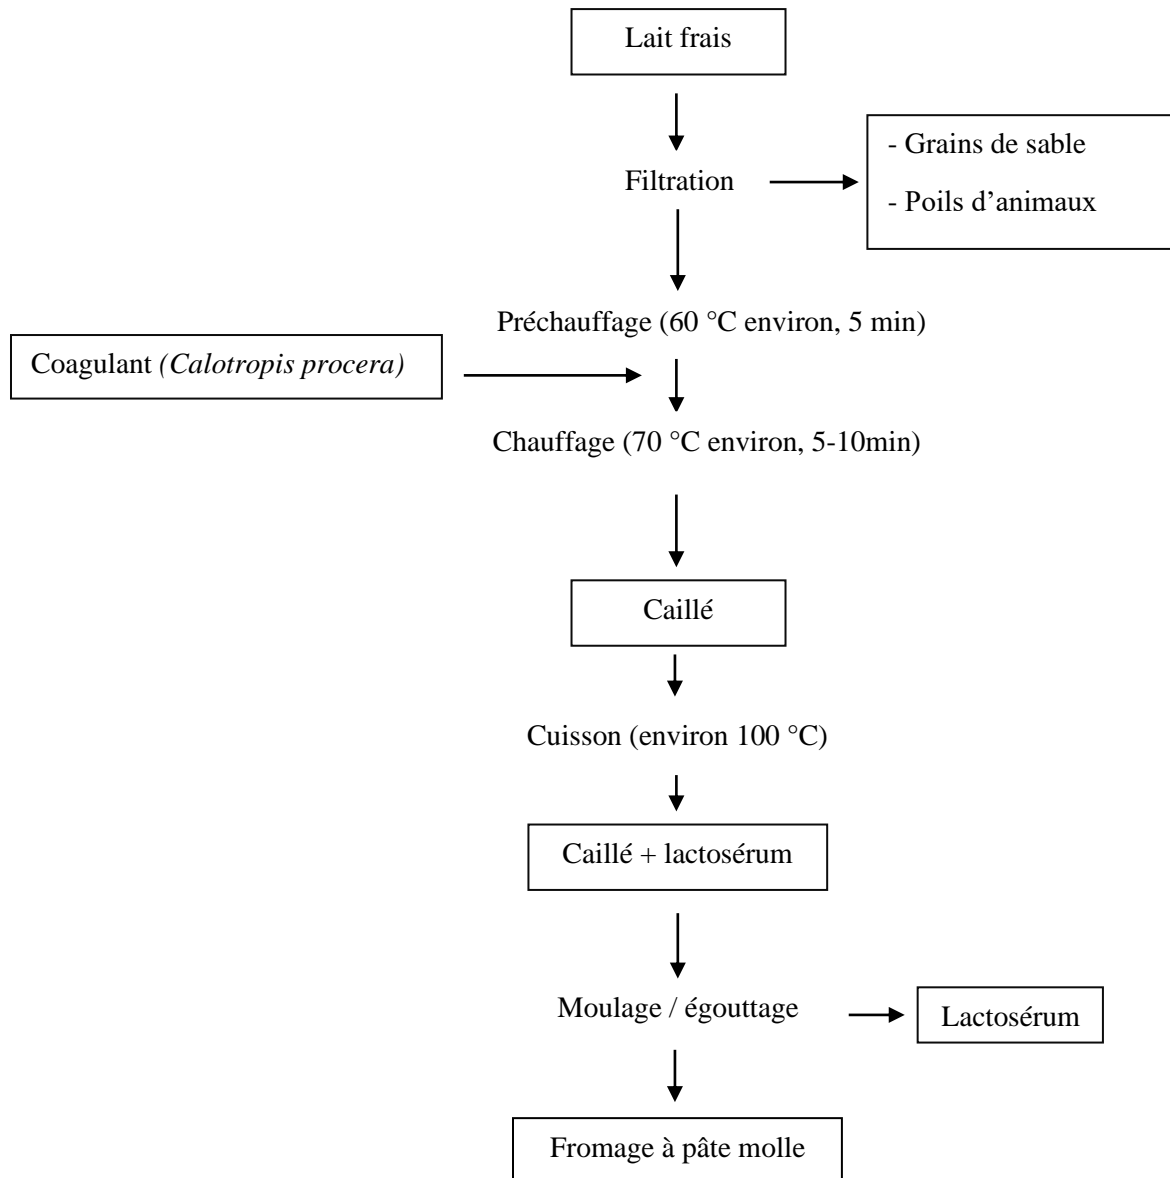 Lait frais
- Grains de sable
Filtration
- Poils d’animaux
Préchauffage (60 °C environ, 5 min)
Coagulant (Calotropis procera)
Chauffage (70 °C environ, 5-10min)
Caillé
Cuisson (environ 100 °C)
Caillé + lactosérum
Moulage / égouttage
Lactosérum
Fromage à pâte molle